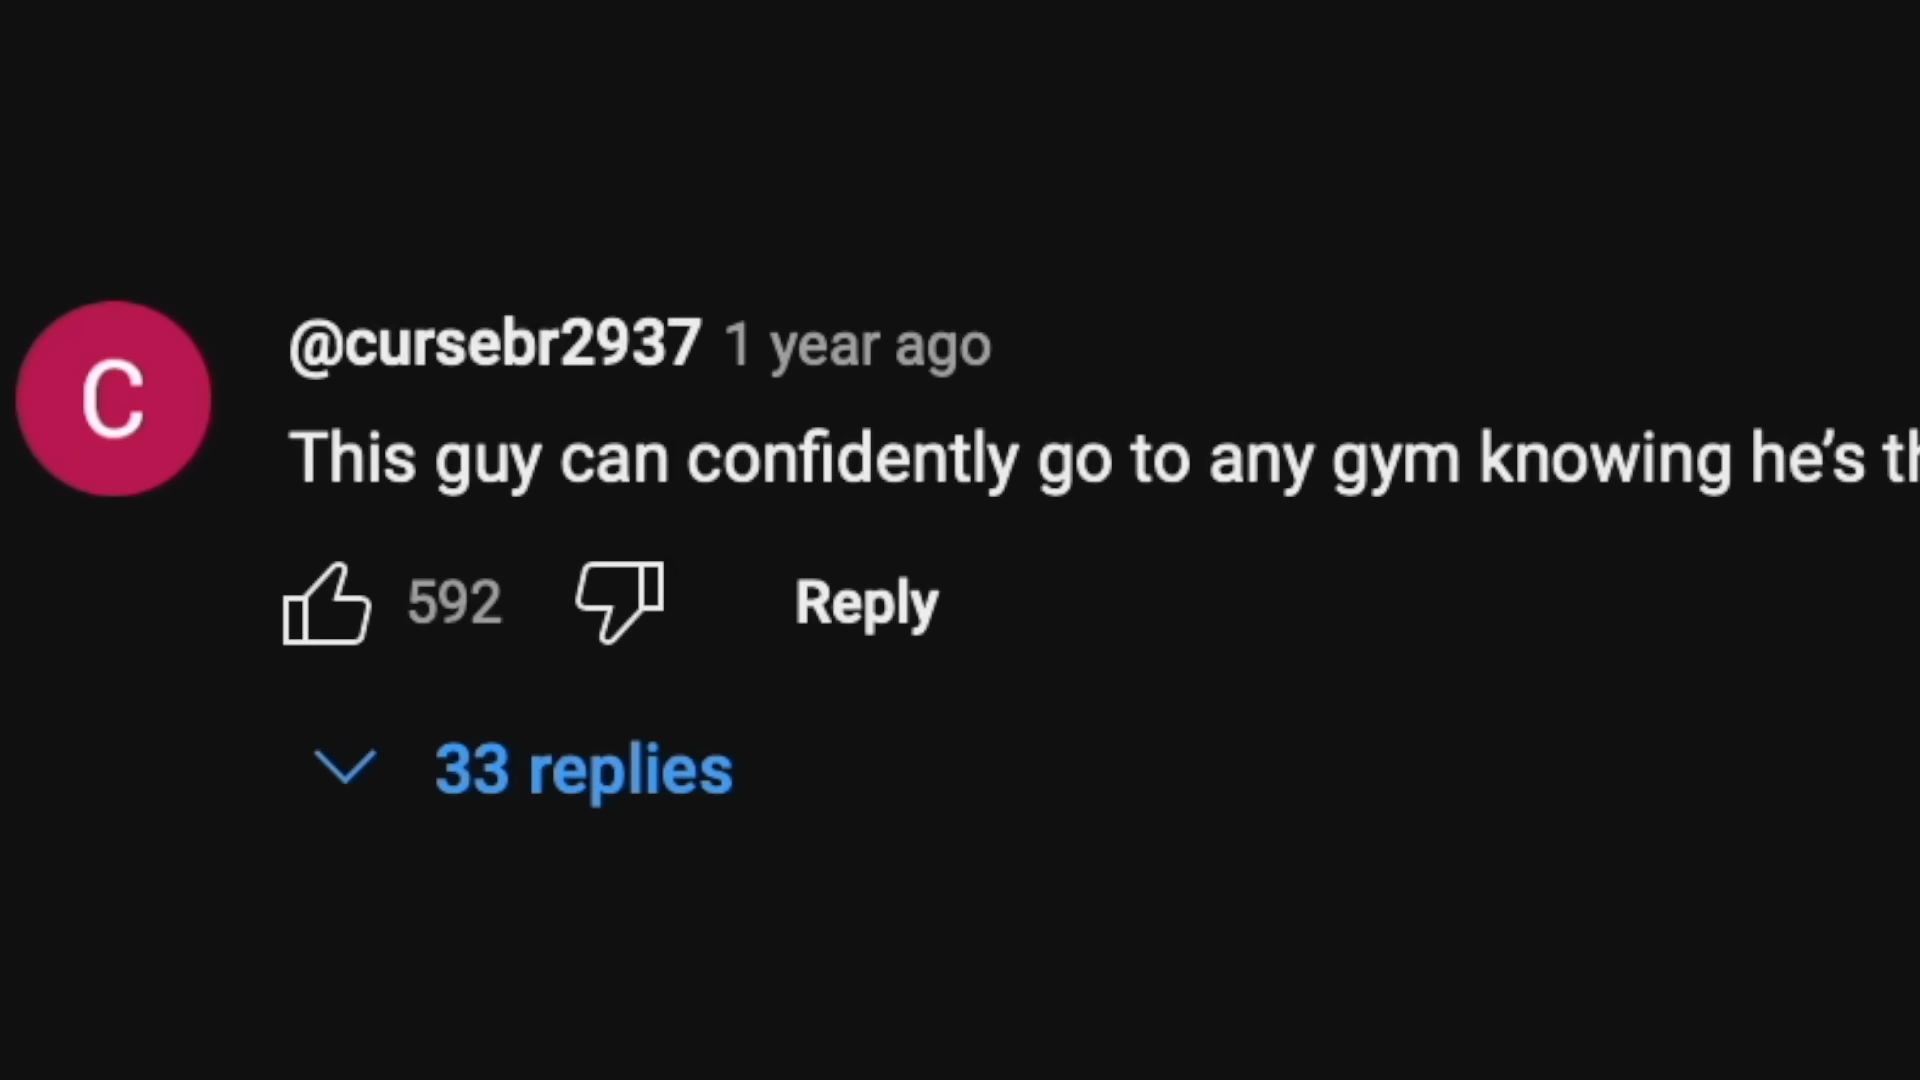 C
@cursebr2937 1 year ago
This guy can confidently go to any gym knowing he’s
592
Reply
33 replies